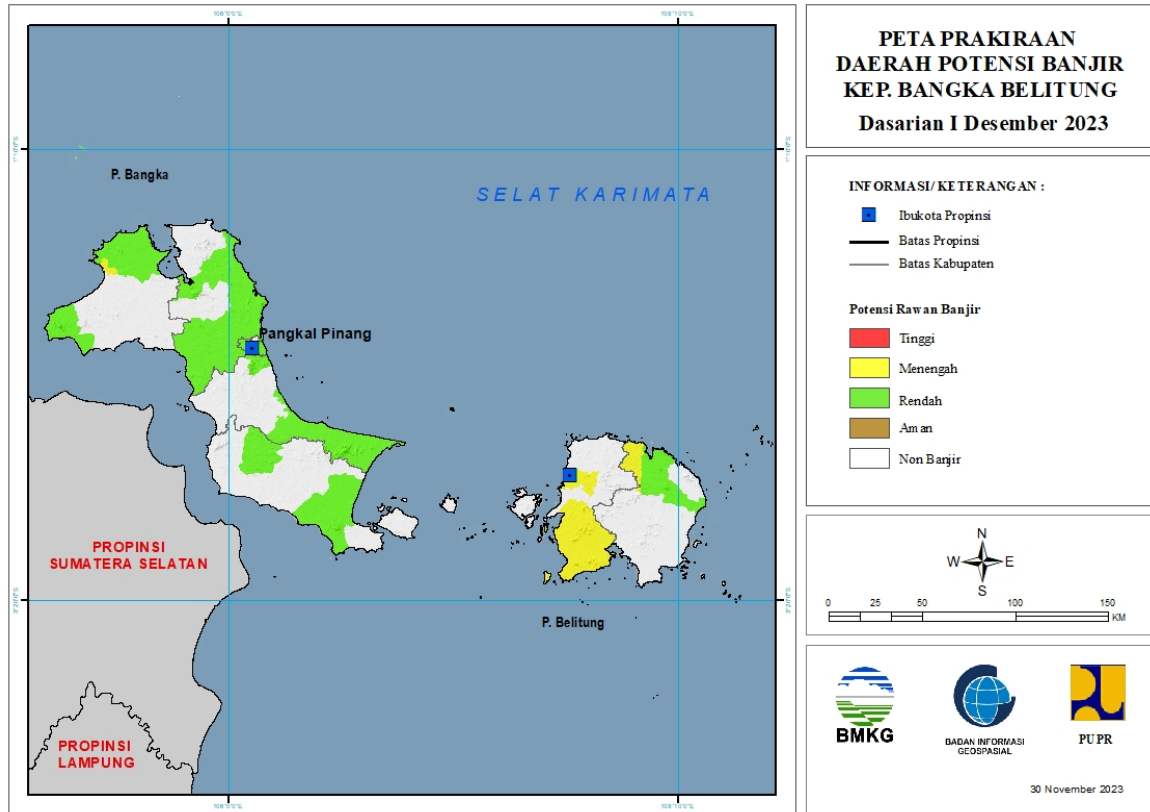 PETA PRAKIRAAN
DAERAH POTENSI BANJIR
KEP. BANGKA BELITUNG
Dasarian I Desember 2023
P. Bangka
SELAT KARIMATA
Pangkal Pinang
PROPINSI
SUMATERA SELATAN
P. Belitung
PROPINSI
LAMPUNG
INFORMASI/ KETERANGAN :
Ibukota Propinsi
Batas Propinsi
Batas Kabupaten
Potensi Rawan Banjir
Tinggi
Menengah
Rendah
Aman
Non Banjir
N
W E
S
0 25 50 100 150
KM
BMKG
BADAN INFORMASI
GEOSPASIAL
PUPR
30 November 2023